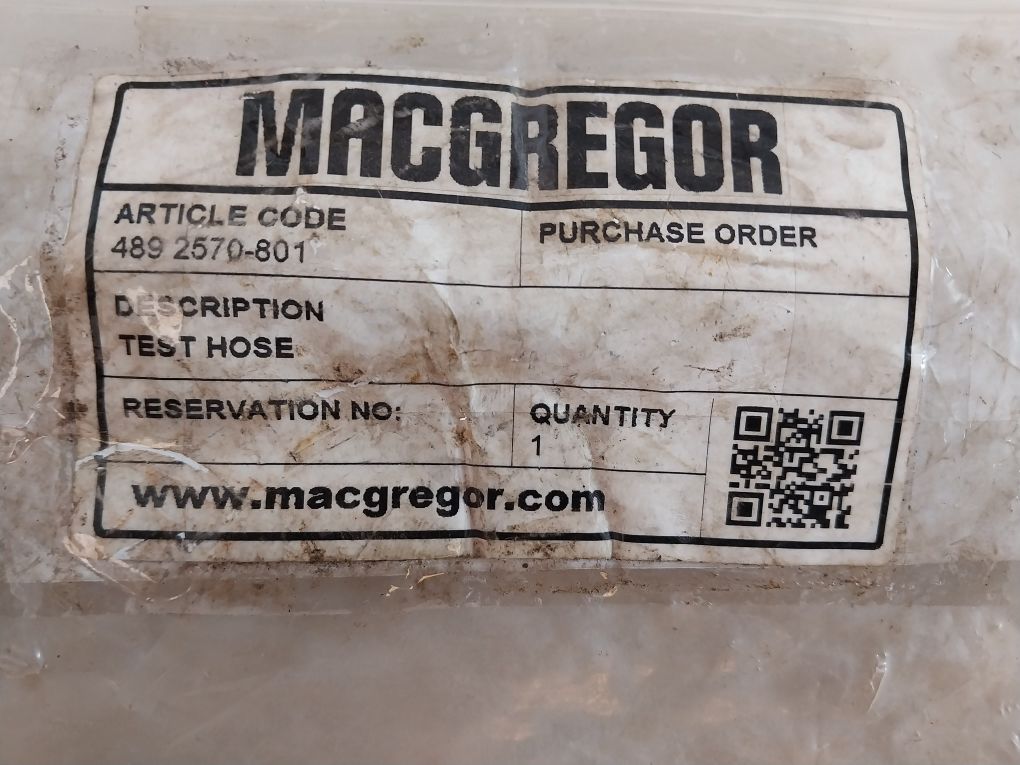 MACGREGOR
ARTICLE CODE
489 2570-801
PURCHASE ORDER
DESCRIPTION
TEST HOSE
RESERVATION NO:
QUANTITY
1
www.macgregor.com